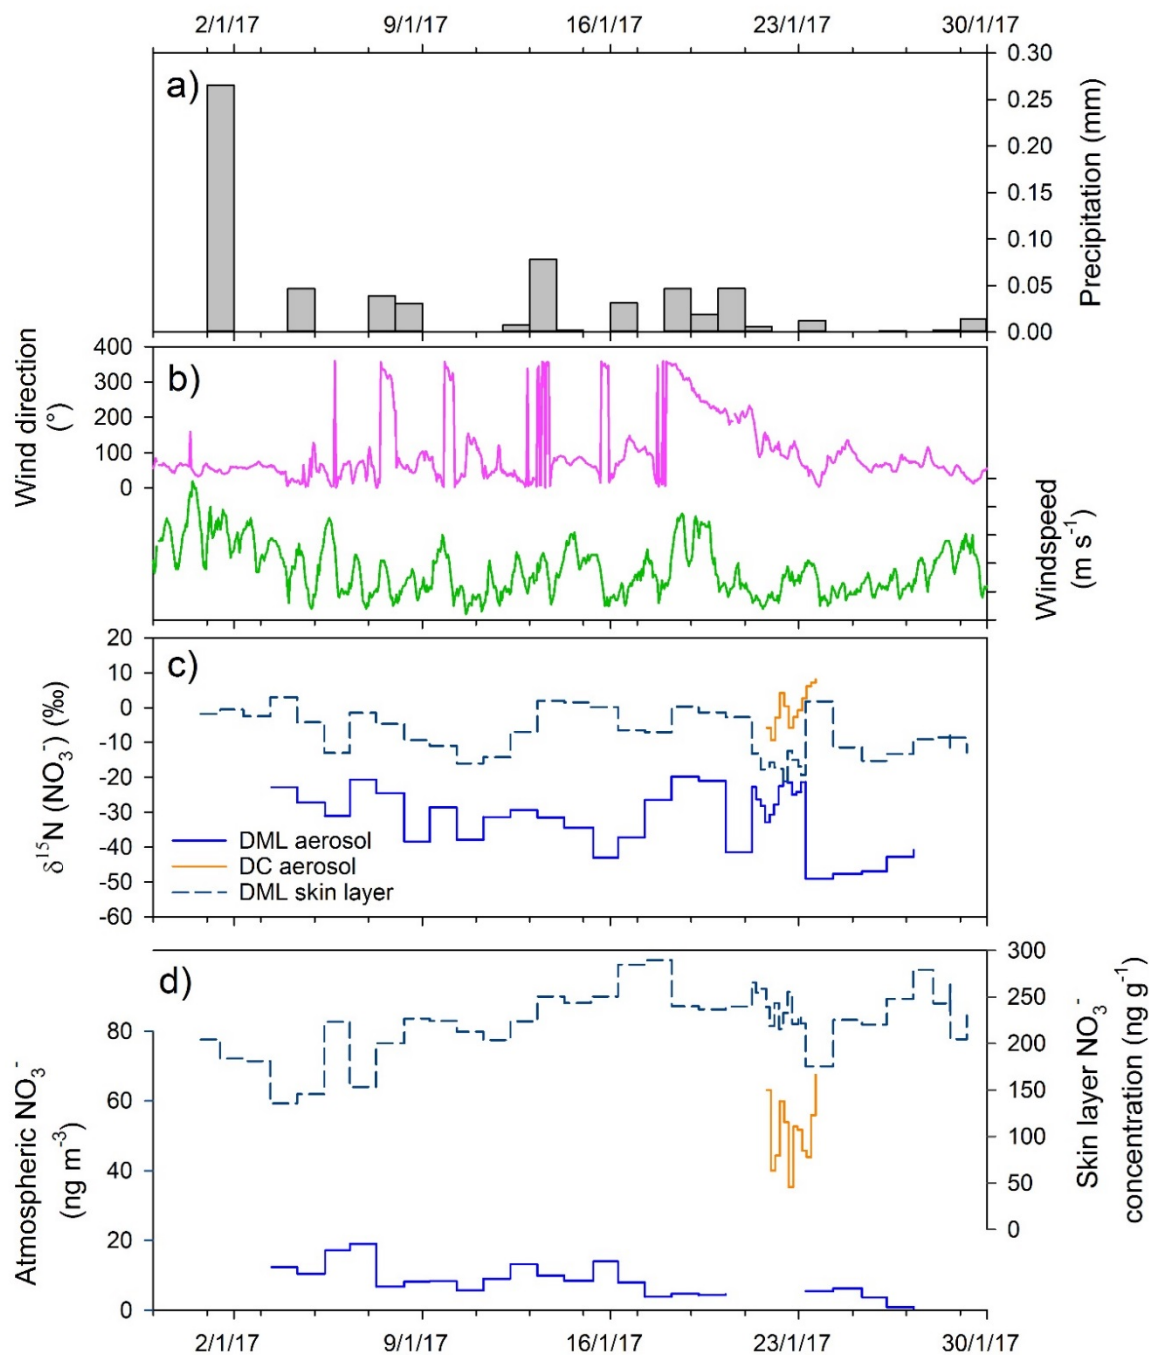 2/1/17 9/1/17 16/1/17 23/1/17 30/1/17
a)
0.30
0.25
0.20
0.15
0.10
0.05
0.00
Precipitation (mm)
Wind direction
(°)
400
300
200
100
0
b)
Windspeed
(m s⁻¹)
δ¹⁵N (NO₃⁻) (‰)
20
10
0
-10
-20
-30
-40
-50
-60
c)
DML aerosol
DC aerosol
DML skin layer
Atmospheric NO₃⁻
(ng m⁻³)
80
60
40
20
0
d)
300
250
200
150
100
50
0
Skin layer NO₃⁻
concentration (ng g⁻¹)
2/1/17 9/1/17 16/1/17 23/1/17 30/1/17